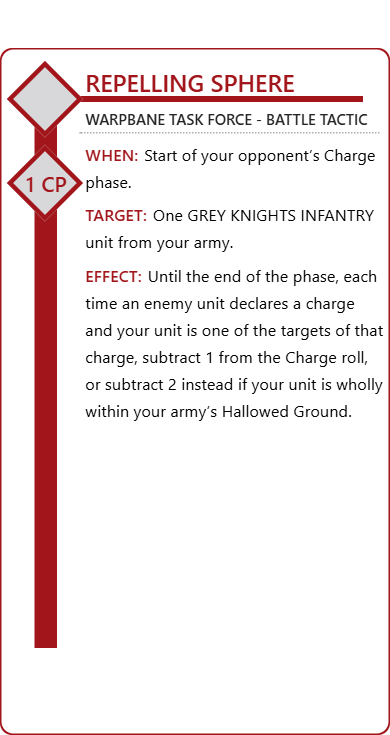 REPELLING SPHERE
WARPBANE TASK FORCE - BATTLE TACTIC
WHEN: Start of your opponent’s Charge
phase.
1 CP
TARGET: One GREY KNIGHTS INFANTRY
unit from your army.
EFFECT: Until the end of the phase, each
time an enemy unit declares a charge
and your unit is one of the targets of that
charge, subtract 1 from the Charge roll,
or subtract 2 instead if your unit is wholly
within your army’s Hallowed Ground.